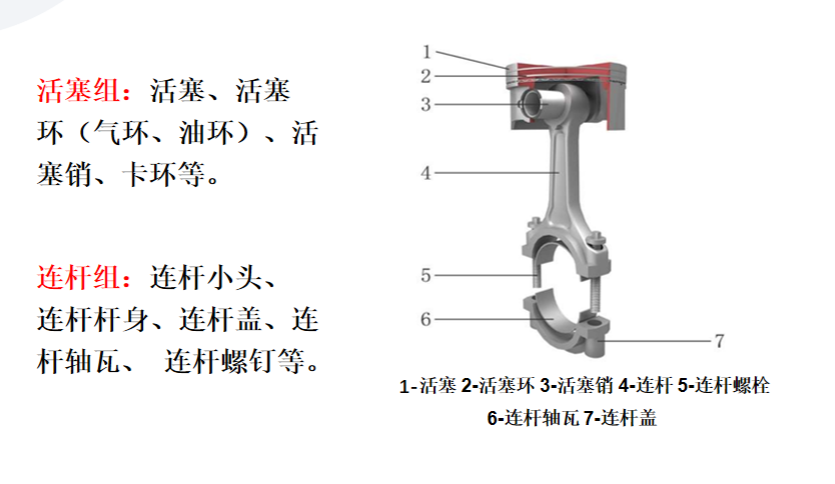 活塞组：活塞、活塞
环（气环、油环）、活
塞销、卡环等。
连杆组：连杆小头、
连杆杆身、连杆盖、连
杆轴瓦、 连杆螺钉等。
1
2
3
4
5
6
7
1-活塞 2-活塞环 3-活塞销 4-连杆 5-连杆螺栓
6-连杆轴瓦 7-连杆盖